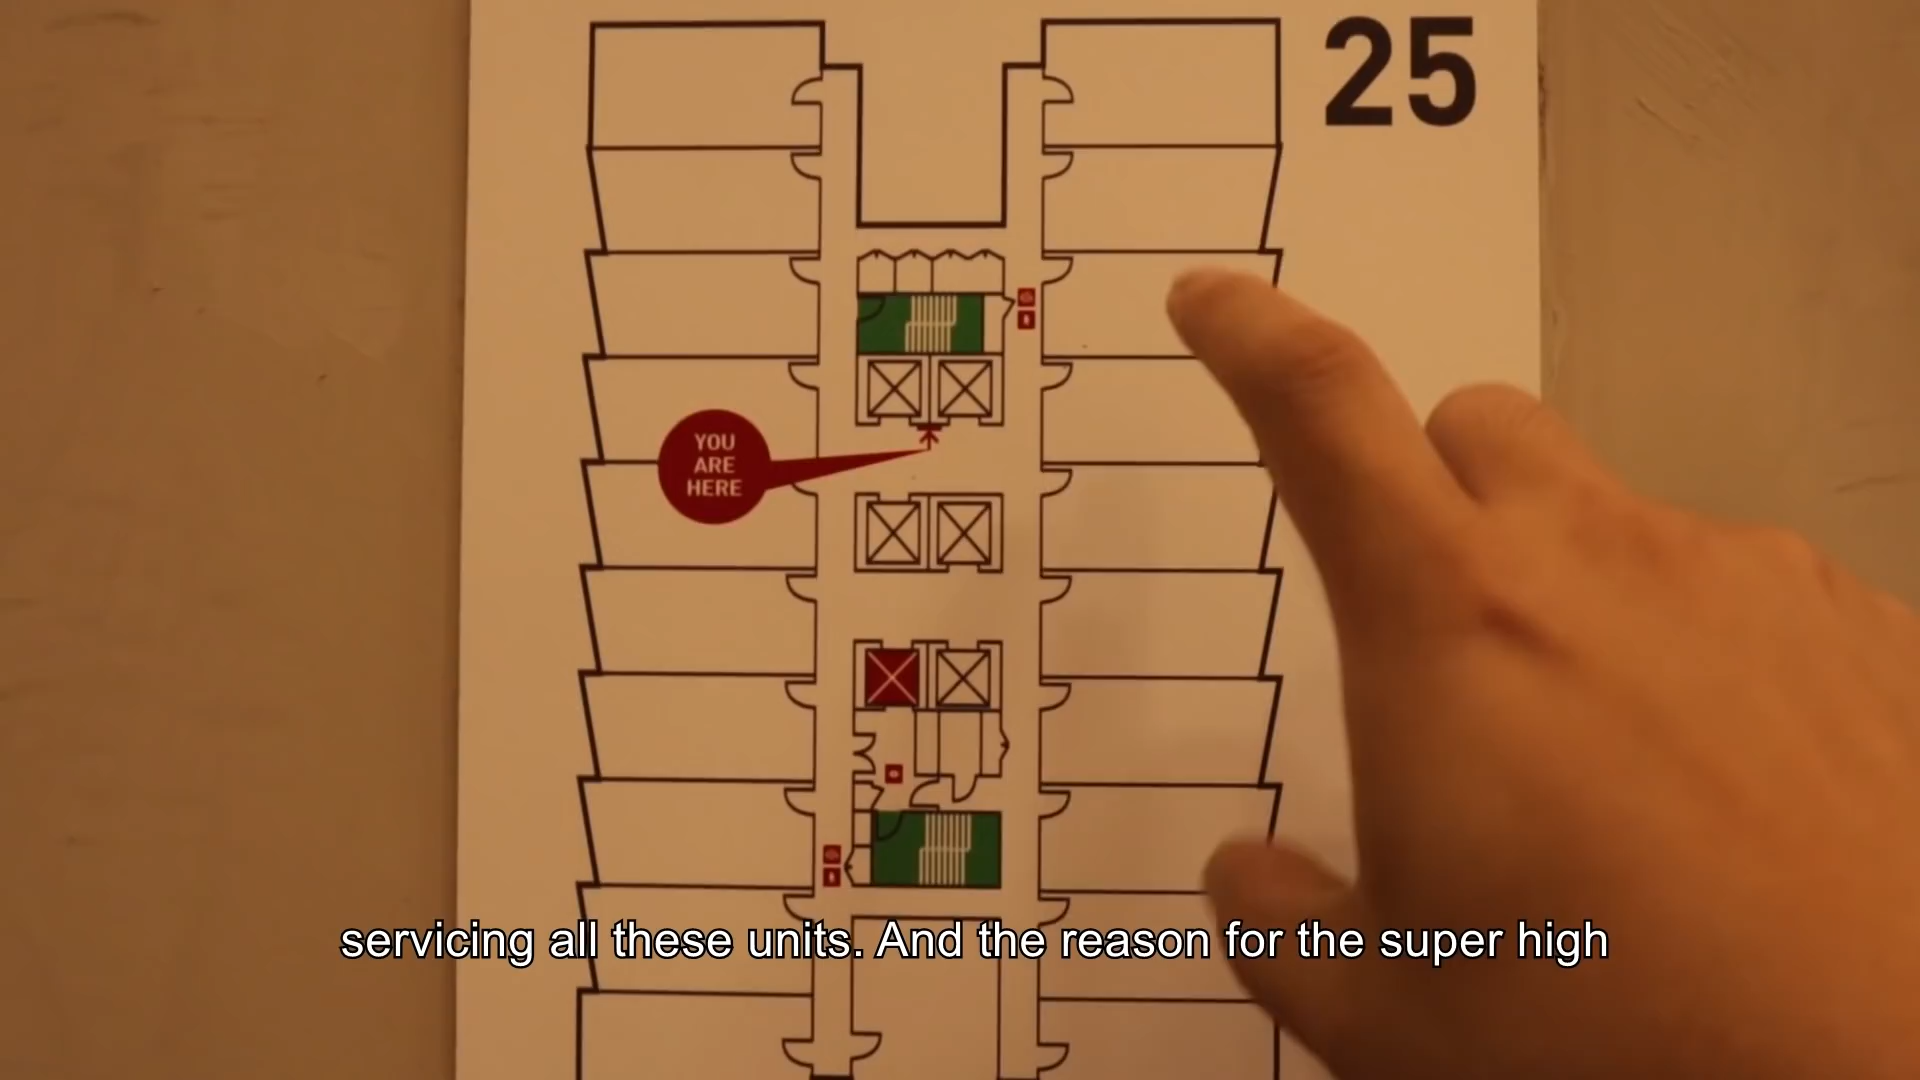 25
YOU
ARE
HERE
servicing all these units. And the reason for the super high